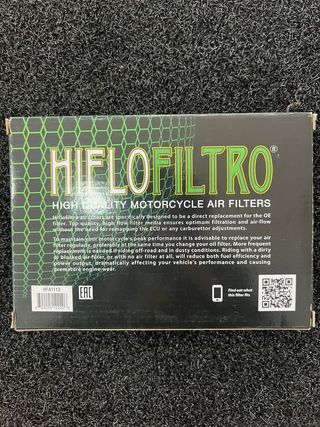 HIFLOFILTRO®
HIGH QUALITY MOTORCYCLE AIR FILTERS
Hiflofiltro air filters are specifically designed to be a direct replacement for the OE
filter. Top quality, high flow filter media ensures optimum filtration and air-flow
without the need for remapping the ECU or any carburettor adjustments.
To maintain your motorcycle's peak performance it is advisable to replace your air
filter regularly, preferably at the same time you change your oil filter. More frequent
replacement is needed if riding off-road and in dusty conditions. Riding with a dirty
or blocked air filter, or with no air filter at all, will reduce both fuel efficiency and
power output, dramatically affecting your vehicle's performance and causing
premature engine wear.
HFA1113
EAC
Find out what
this filter fits